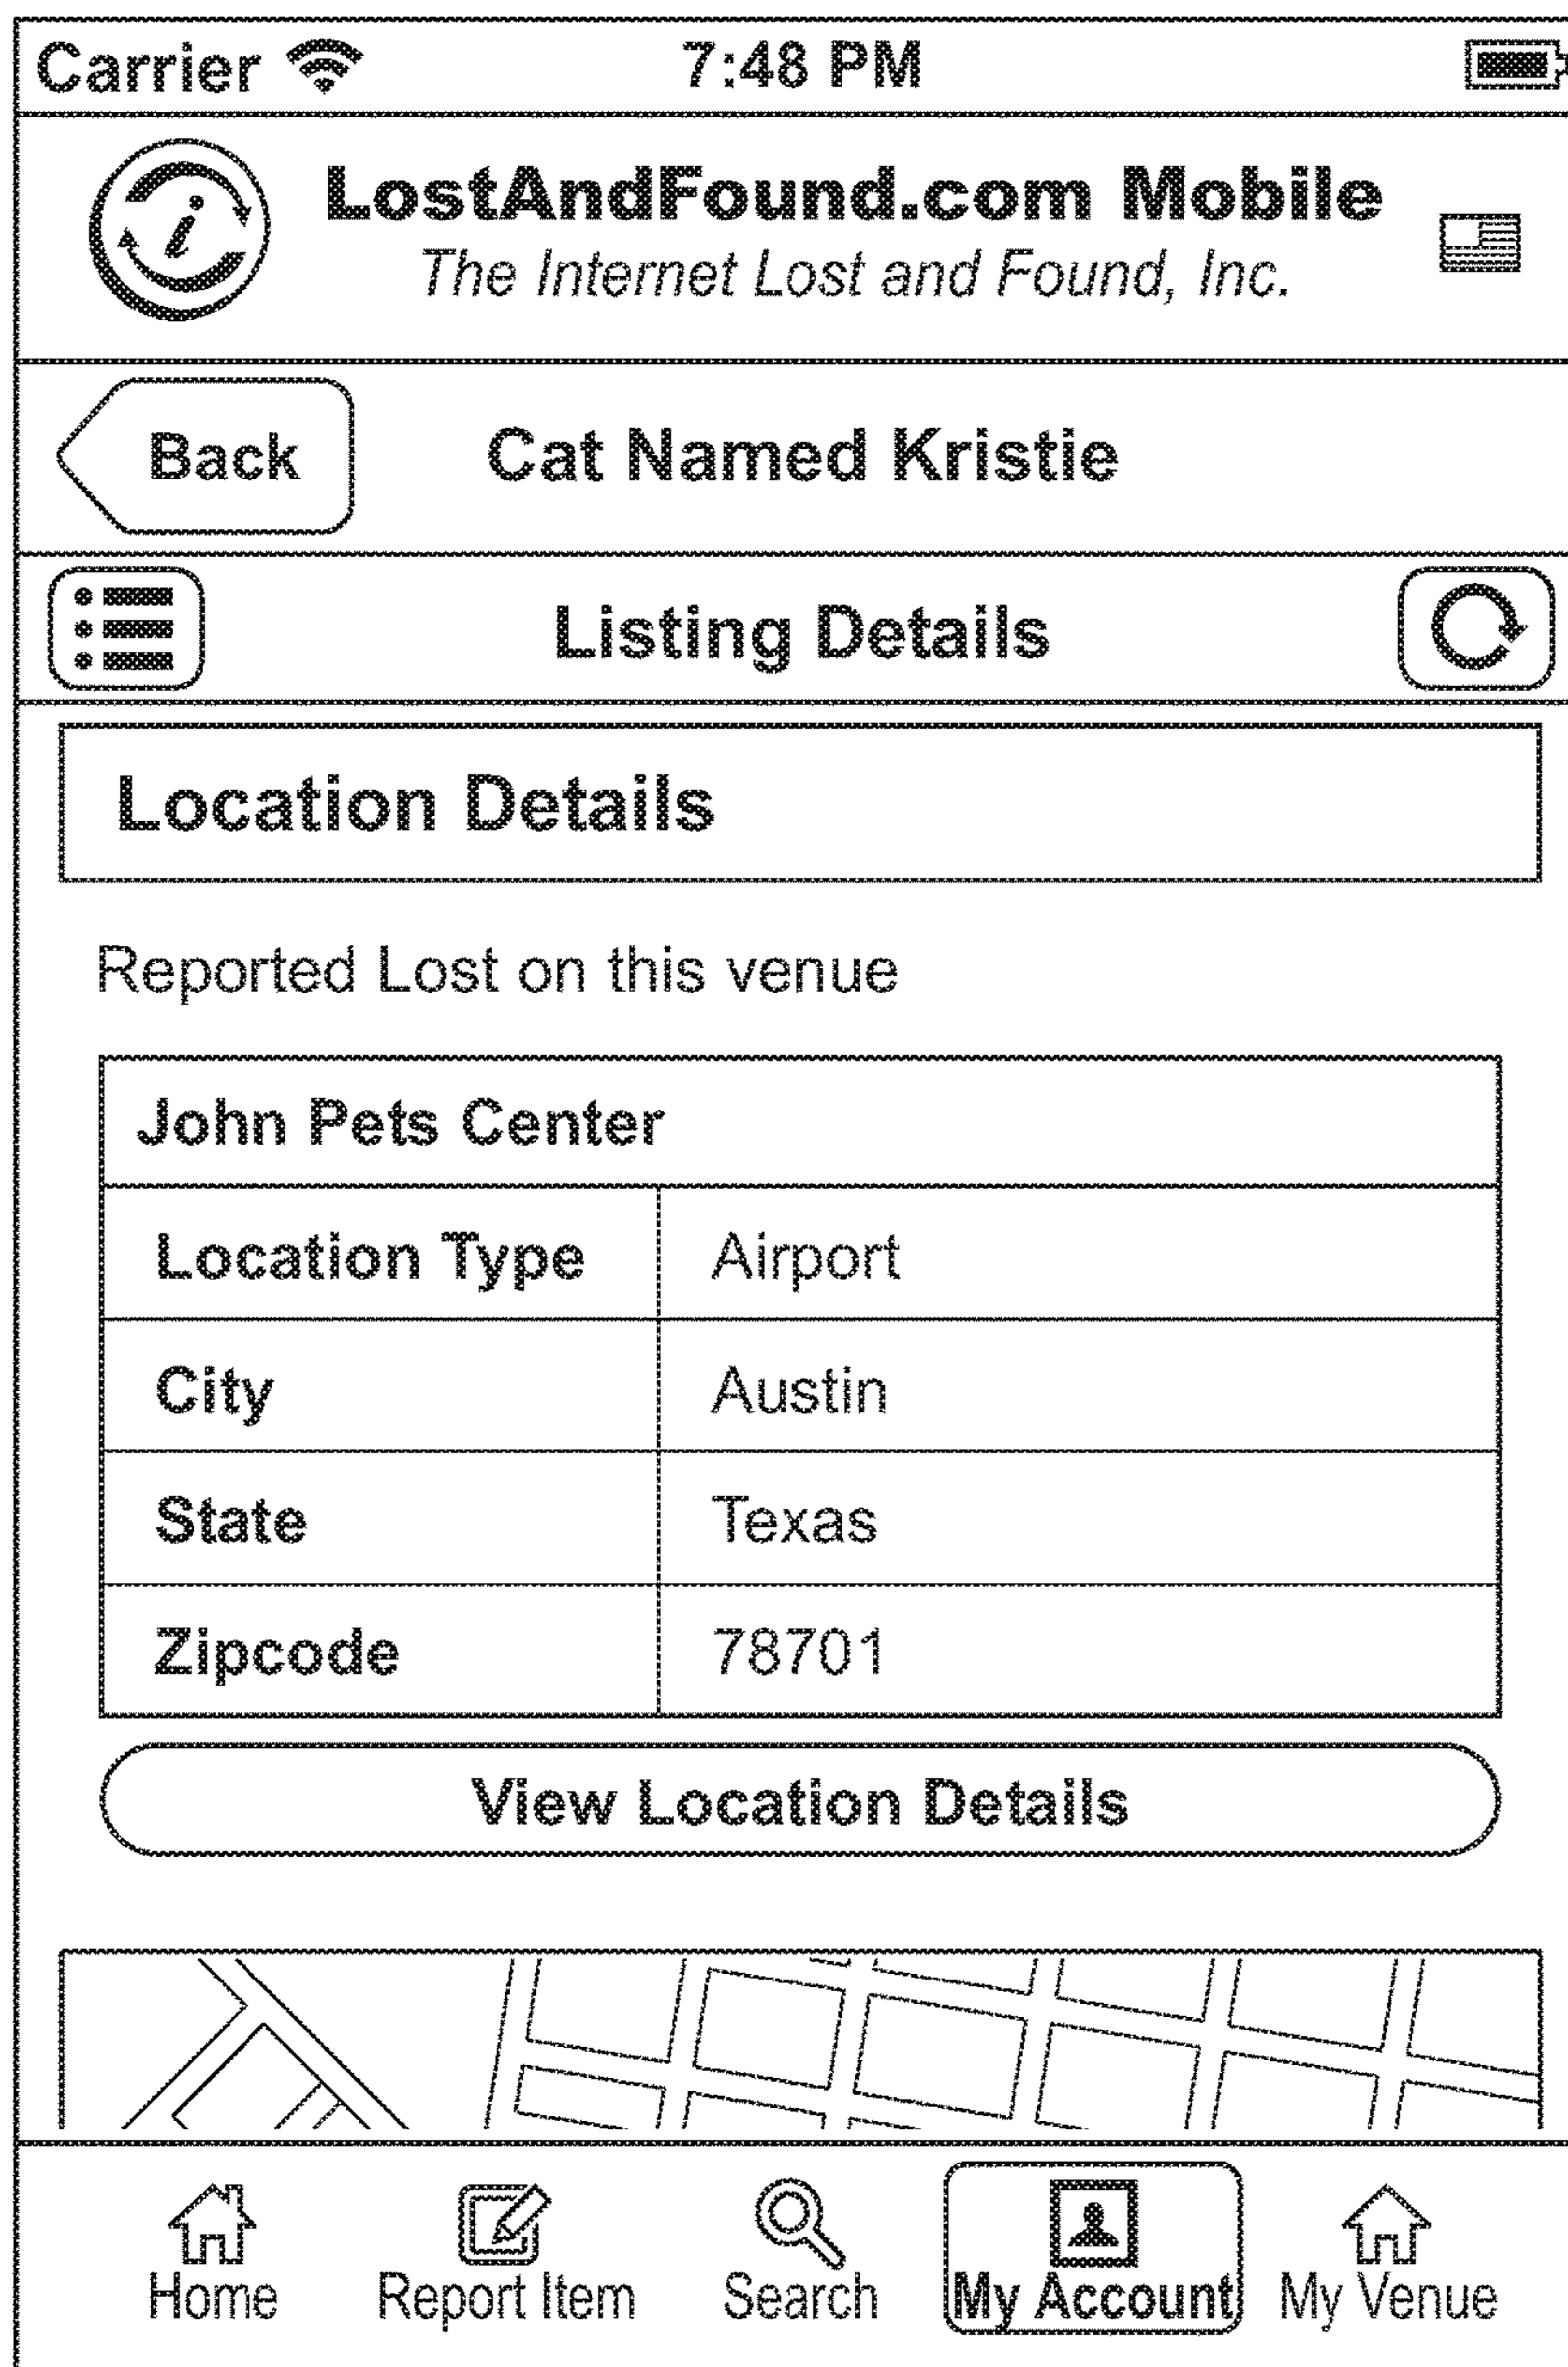 Carrier 7:48 PM
LostAndFound.com Mobile
The Internet Lost and Found, Inc.
Back Cat Named Kristie
Listing Details
Location Details
Reported Lost on this venue
John Pets Center
Location Type Airport
City Austin
State Texas
Zipcode 78701
View Location Details
Home Report Item Search My Account My Venue